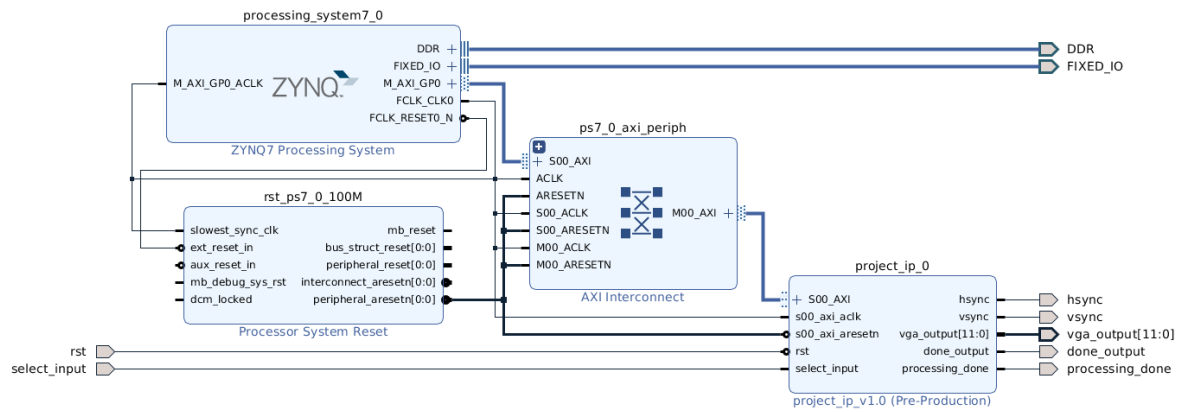 processing_system7_0
DDR
FIXED_IO
M_AXI_GP0_ACLK
ZYNQ
M_AXI_GP0
FCLK_CLK0
FCLK_RESET0_N
ZYNQ7 Processing System
DDR
FIXED_IO
ps7_0_axi_periph
S00_AXI
ACLK
ARESETN
S00_ACLK
S00_ARESETN
M00_ACLK
M00_ARESETN
M00_AXI
AXI Interconnect
rst_ps7_0_100M
slowest_sync_clk
ext_reset_in
aux_reset_in
mb_debug_sys_rst
dcm_locked
mb_reset
bus_struct_reset[0:0]
peripheral_reset[0:0]
interconnect_aresetn[0:0]
peripheral_aresetn[0:0]
Processor System Reset
project_ip_0
S00_AXI
s00_axi_aclk
s00_axi_aresetn
rst
select_input
hsync
vsync
vga_output[11:0]
done_output
processing_done
project_ip_v1.0 (Pre-Production)
rst
select_input
hsync
vsync
vga_output[11:0]
done_output
processing_done